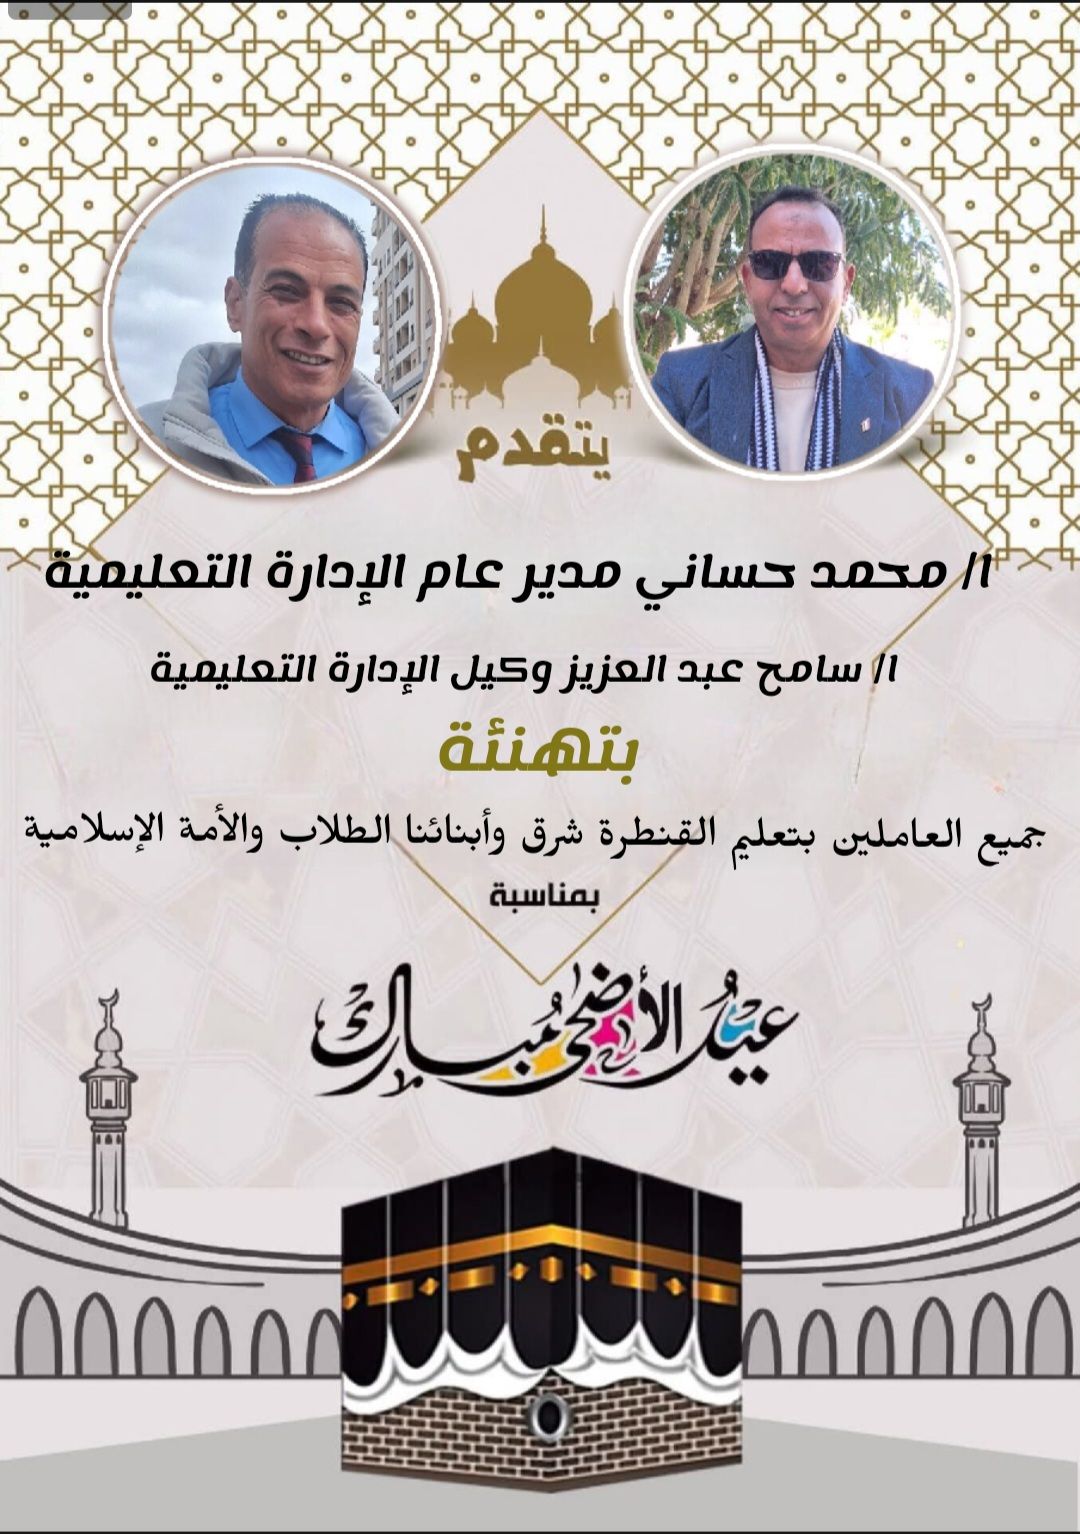 يتقدم
ا/ محمد حساني مدير عام الإدارة التعليمية
ا/ سامح عبد العزيز وكيل الإدارة التعليمية
بتهنئة
جميع العاملين بتعليم القنطرة شرق وأبنائنا الطلاب والأمة الإسلامية
بمناسبة
عيد الأضحى مبارك